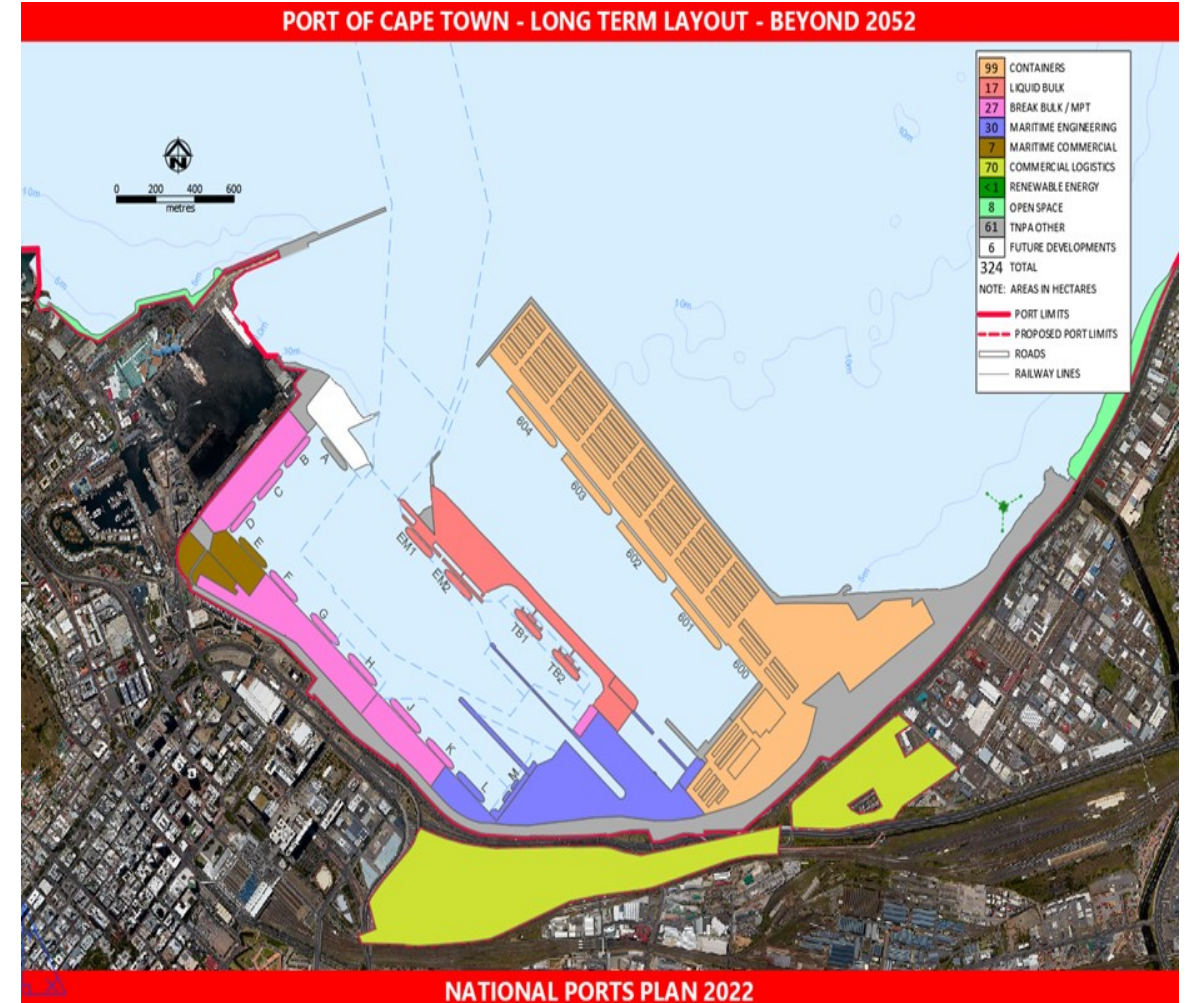 PORT OF CAPE TOWN - LONG TERM LAYOUT - BEYOND 2052
99 CONTAINERS
17 LIQUID BULK
27 BREAK BULK / MPT
30 MARITIME ENGINEERING
7 MARITIME COMMERCIAL
70 COMMERCIAL LOGISTICS
<1 RENEWABLE ENERGY
8 OPEN SPACE
61 TNPA OTHER
6 FUTURE DEVELOPMENTS
324 TOTAL
NOTE: AREAS IN HECTARES
PORT LIMITS
PROPOSED PORT LIMITS
ROADS
RAILWAY LINES
N
0 200 400 600
metres
10m
10m
5m
5m
10m
10m
10m
10m
5m
604
603
602
601
600
A
B
C
D
E
F
G
H
J
K
L
M
EM1
EM2
TB1
TB2
NATIONAL PORTS PLAN 2022